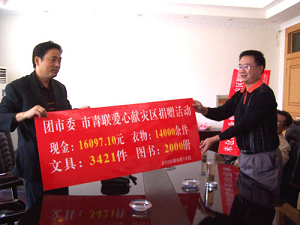 团市委 市青联爱心献灾区捐赠活动
现金：16097.10元 衣物：14000余件
文具：3421件 图书：2000册